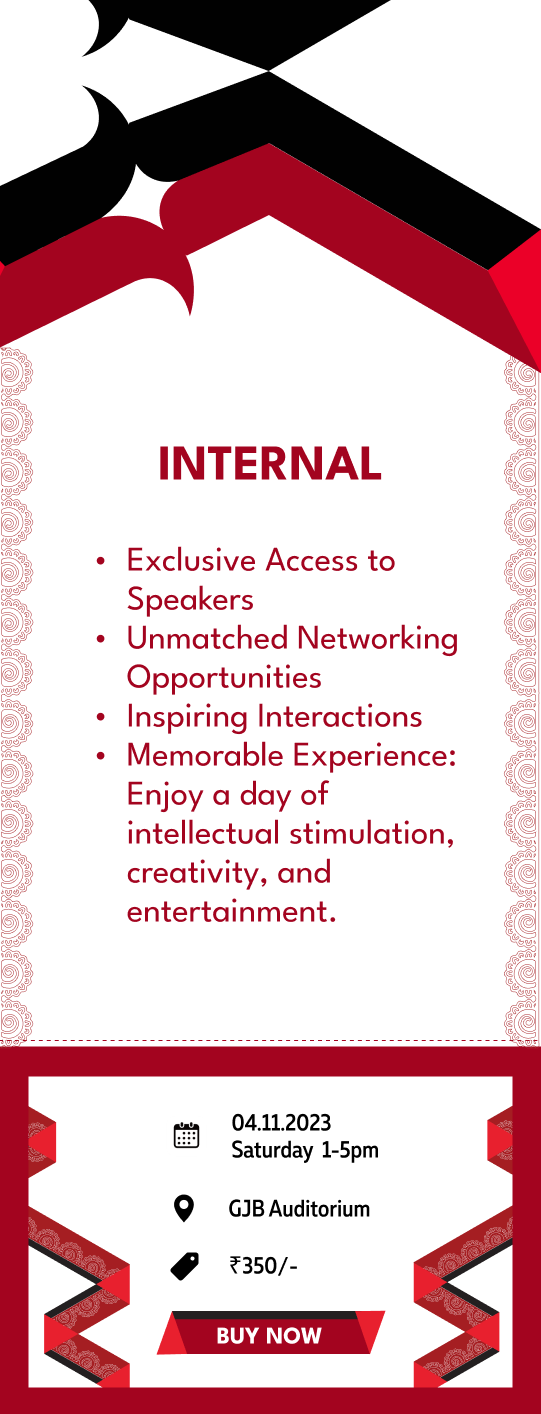 INTERNAL
• Exclusive Access to
Speakers
• Unmatched Networking
Opportunities
• Inspiring Interactions
• Memorable Experience:
Enjoy a day of
intellectual stimulation,
creativity, and
entertainment.
04.11.2023
Saturday 1-5pm
GJB Auditorium
₹350/-
BUY NOW